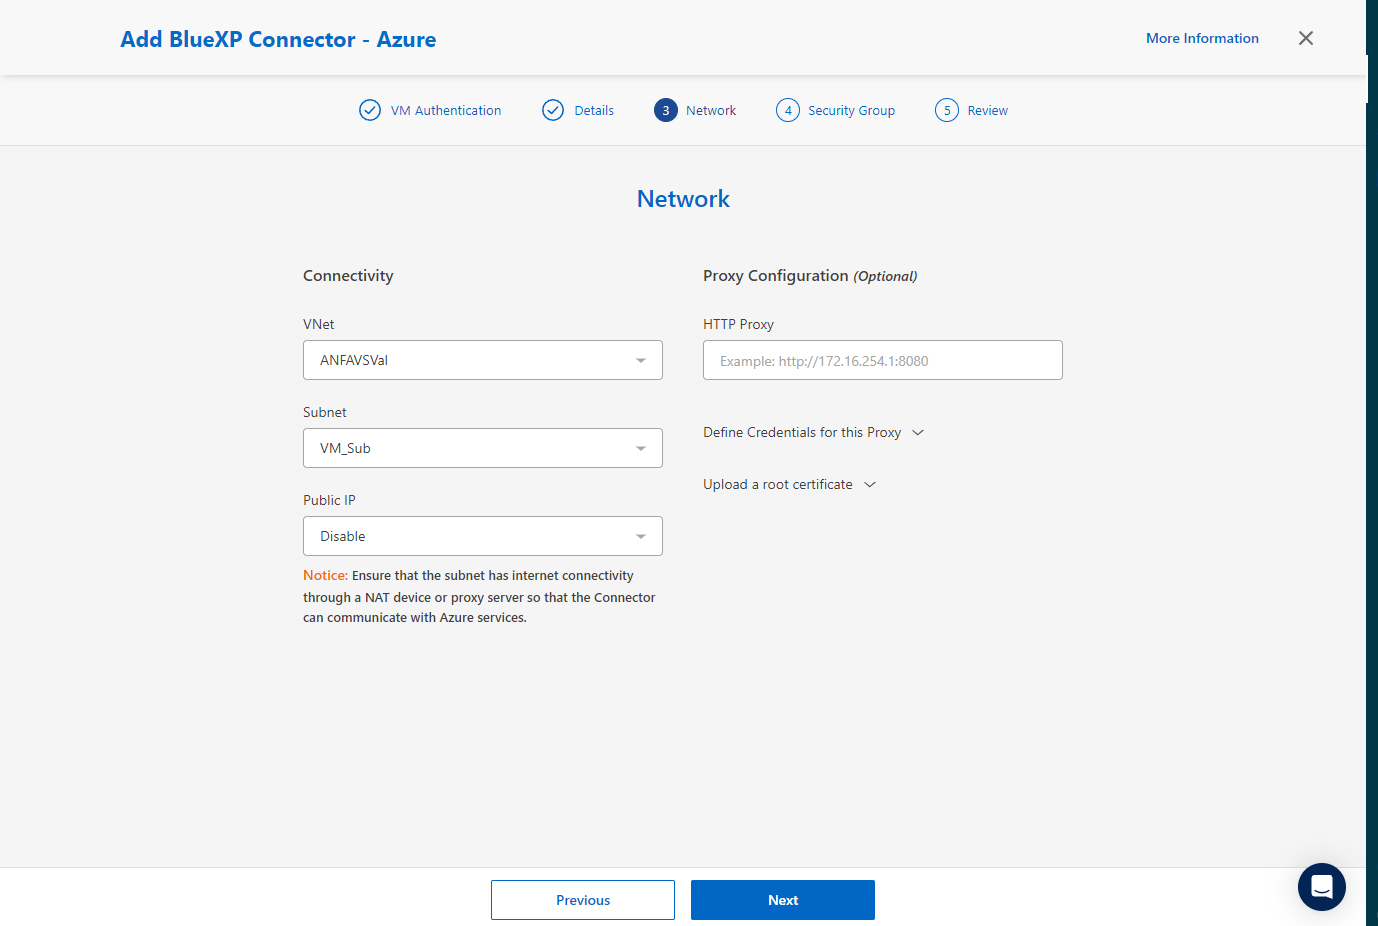 Add BlueXP Connector - Azure
More Information
VM Authentication
Details
3 Network
4 Security Group
5 Review
Network
Connectivity
VNet
ANFAVSVal
Subnet
VM_Sub
Public IP
Disable
Notice: Ensure that the subnet has internet connectivity
through a NAT device or proxy server so that the Connector
can communicate with Azure services.
Proxy Configuration (Optional)
HTTP Proxy
Example: http://172.16.254.1:8080
Define Credentials for this Proxy
Upload a root certificate
Previous
Next